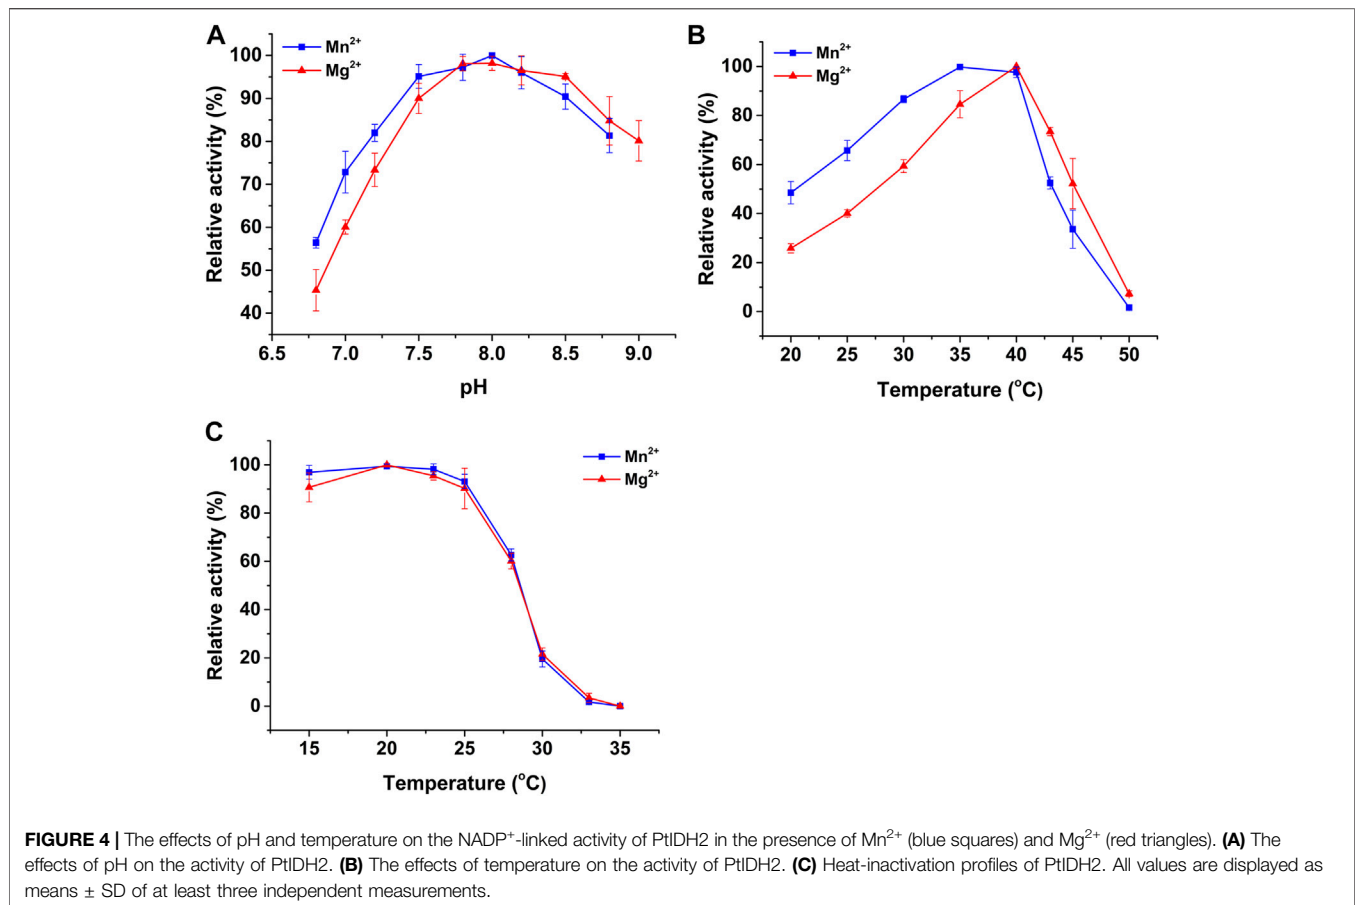 A
Mn²⁺
Mg²⁺
100
90
80
70
60
50
40
Relative activity (%)
6.5 7.0 7.5 8.0 8.5 9.0
pH
B
Mn²⁺
Mg²⁺
100
80
60
40
20
0
Relative activity (%)
20 25 30 35 40 45 50
Temperature (°C)
C
Mn²⁺
Mg²⁺
100
80
60
40
20
0
Relative activity (%)
15 20 25 30 35
Temperature (°C)
FIGURE 4 | The effects of pH and temperature on the NADP⁺-linked activity of PtIDH2 in the presence of Mn²⁺ (blue squares) and Mg²⁺ (red triangles). (A) The
effects of pH on the activity of PtIDH2. (B) The effects of temperature on the activity of PtIDH2. (C) Heat-inactivation profiles of PtIDH2. All values are displayed as
means ± SD of at least three independent measurements.